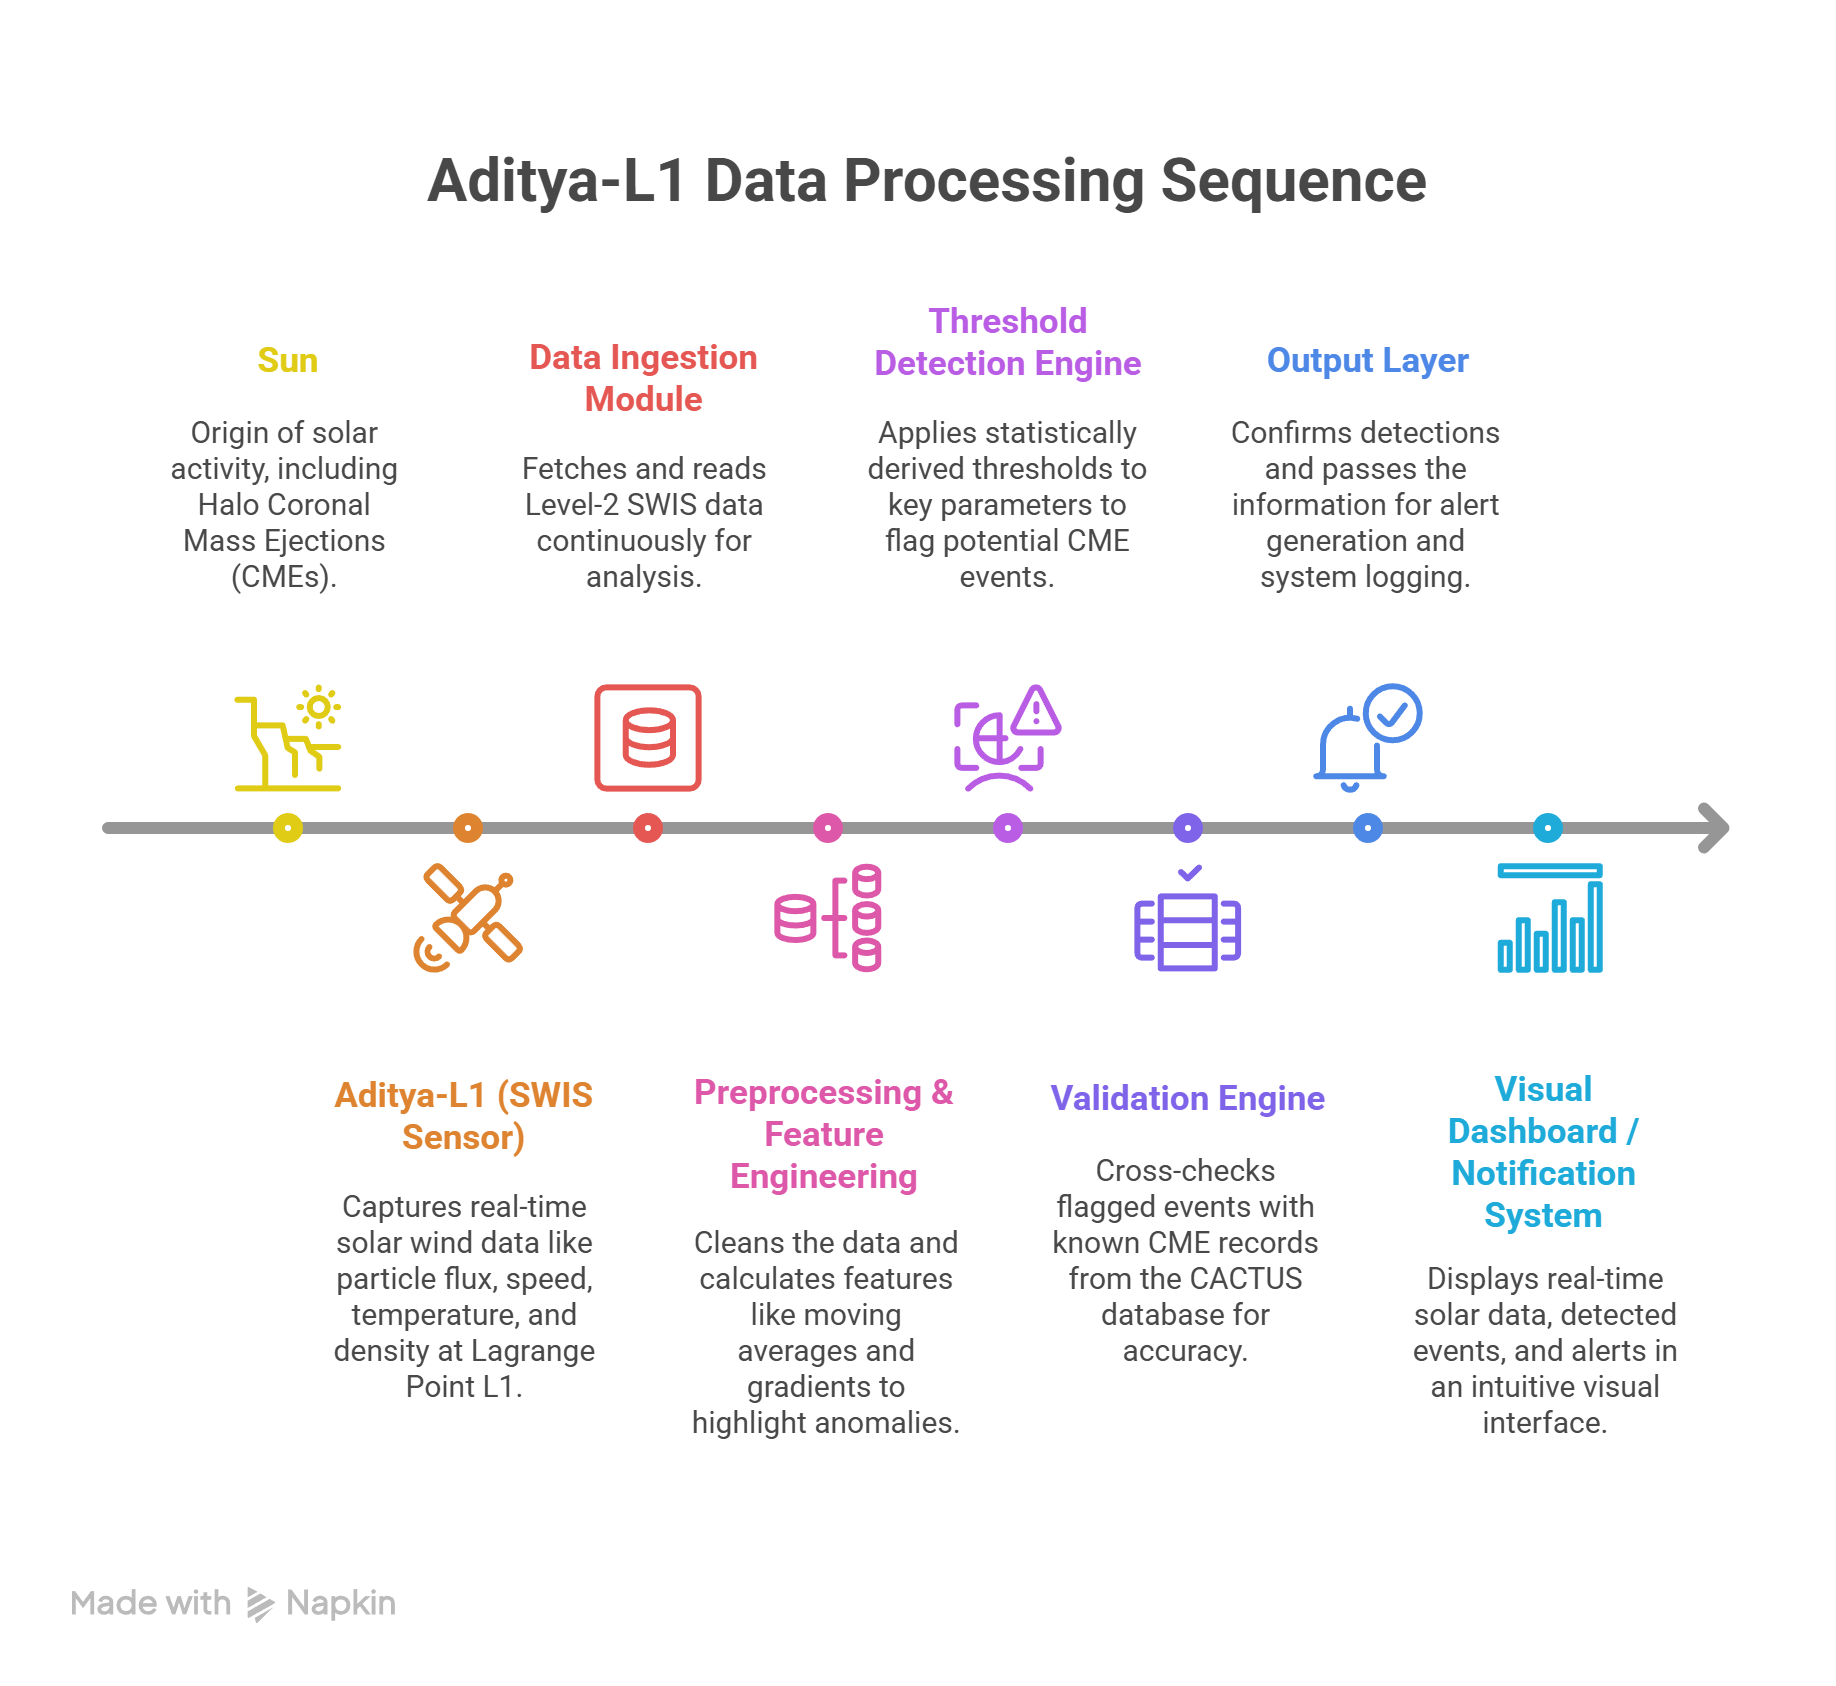 Aditya-L1 Data Processing Sequence
Sun
Origin of solar
activity, including
Halo Coronal
Mass Ejections
(CMEs).
Aditya-L1 (SWIS
Sensor)
Captures real-time
solar wind data like
particle flux, speed,
temperature, and
density at Lagrange
Point L1.
Data Ingestion
Module
Fetches and reads
Level-2 SWIS data
continuously for
analysis.
Preprocessing &
Feature
Engineering
Cleans the data and
calculates features
like moving
averages and
gradients to
highlight anomalies.
Threshold
Detection Engine
Applies statistically
derived thresholds to
key parameters to
flag potential CME
events.
Validation Engine
Cross-checks
flagged events with
known CME records
from the CACTUS
database for
accuracy.
Output Layer
Confirms detections
and passes the
information for alert
generation and
system logging.
Visual
Dashboard /
Notification
System
Displays real-time
solar data, detected
events, and alerts in
an intuitive visual
interface.
Made with Napkin